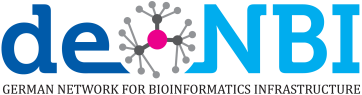 de NBI
GERMAN NETWORK FOR BIOINFORMATICS INFRASTRUCTURE